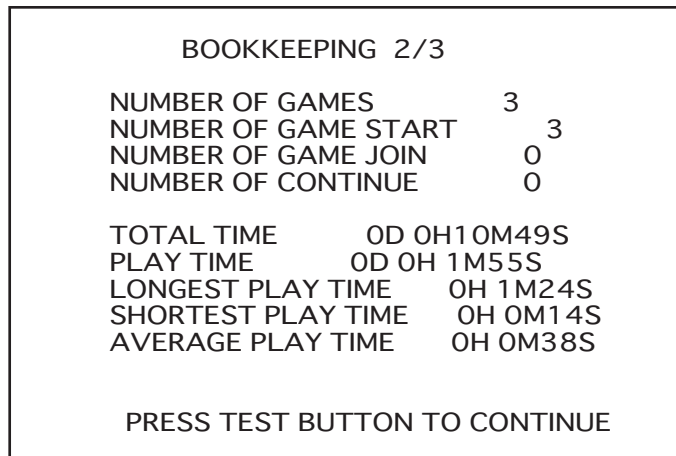 BOOKKEEPING 2/3
NUMBER OF GAMES 3
NUMBER OF GAME START 3
NUMBER OF GAME JOIN 0
NUMBER OF CONTINUE 0
TOTAL TIME 0D 0H10M49S
PLAY TIME 0D 0H 1M55S
LONGEST PLAY TIME 0H 1M24S
SHORTEST PLAY TIME 0H 0M14S
AVERAGE PLAY TIME 0H 0M38S
PRESS TEST BUTTON TO CONTINUE